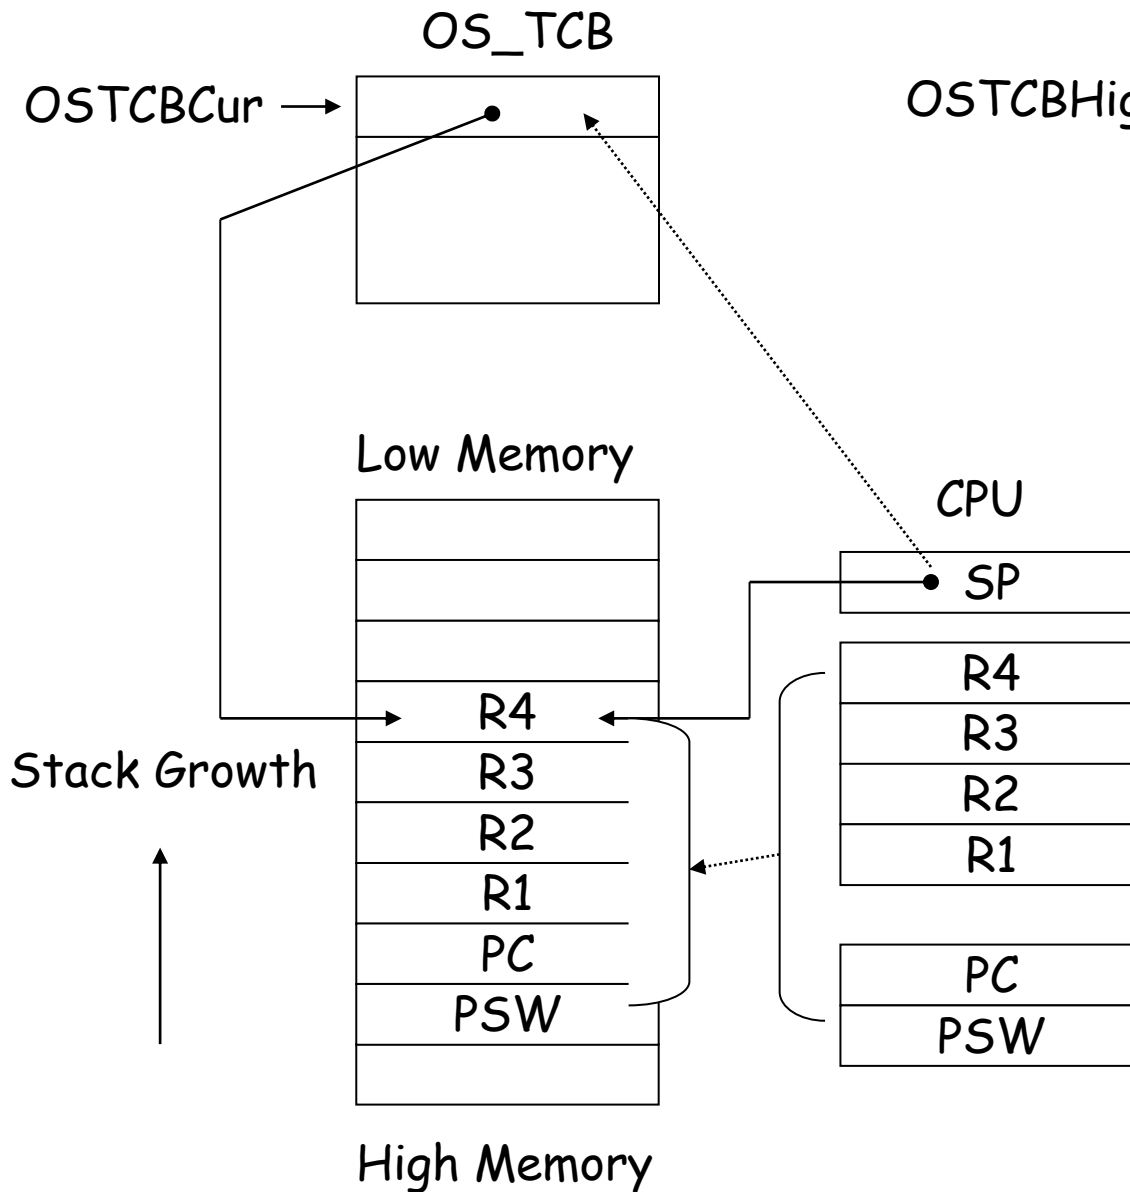 OS_TCB
OSTCBCur
OSTCBHig
Low Memory
CPU
SP
R4
R3
R2
R1
PC
PSW
Stack Growth
R4
R3
R2
R1
PC
PSW
High Memory